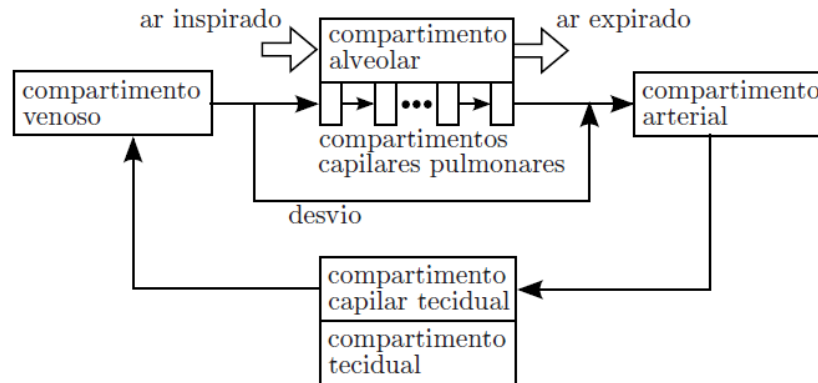 ar inspirado
compartimento
alveolar
ar expirado
compartimento
venoso
compartimentos
capilares pulmonares
compartimento
arterial
desvio
compartimento
capilar tecidual
compartimento
tecidual